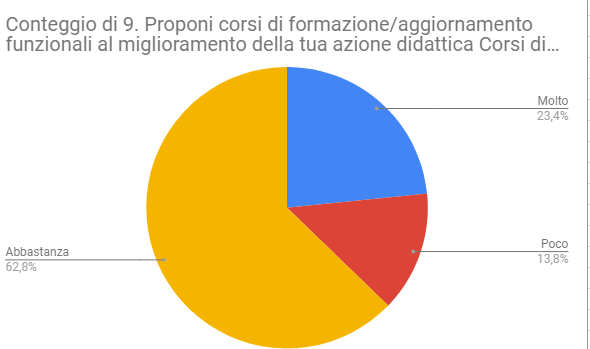 Conteggio di 9. Proponi corsi di formazione/aggiornamento
funzionali al miglioramento della tua azione didattica Corsi di...
Molto
23,4%
Poco
13,8%
Abbastanza
62,8%